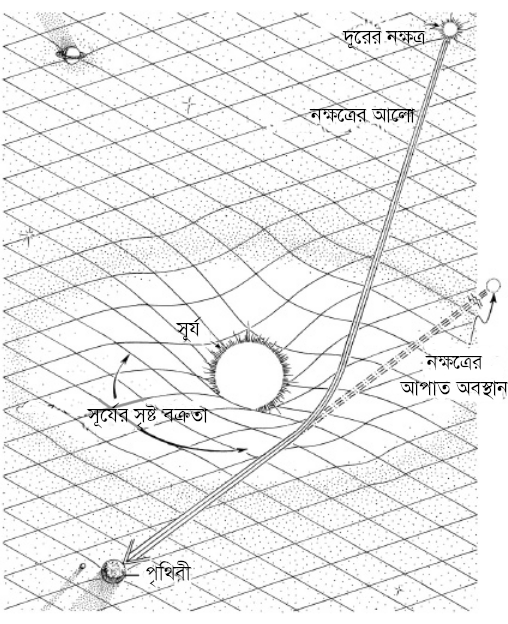 দূরের নক্ষত্র
নক্ষত্রের আলো
সূর্য
নক্ষত্রের
আপাত অবস্থান
সূর্যের সৃষ্ট বক্রতা
পৃথিবী